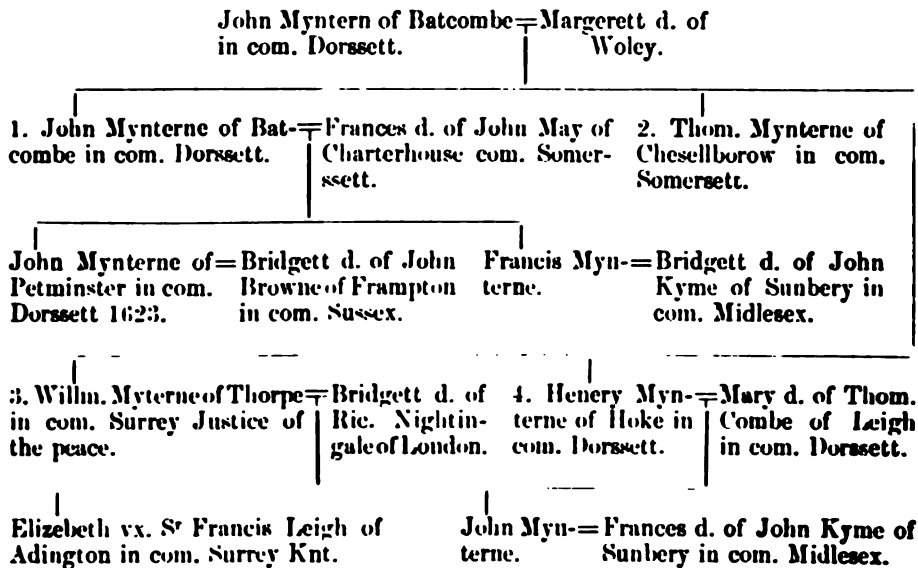 John Myntern of Batcombe=Margerett d. of
in com. Dorssett. Woley.
1. John Mynterne of Bat-=Frances d. of John May of 2. Thom. Mynterne of
combe in com. Dorssett. Charterhouse com. Somer- Chesellborow in com.
ssett. Somersett.
John Mynterne of=Bridgett d. of John Francis Myn-=Bridgett d. of John
Petminster in com. Browne of Frampton terne. Kyme of Sunbery in
Dorssett 1623. in com. Sussex. com. Midlesex.
3. Willm. Myterne of Thorpe=Bridgett d. of 4. Henery Myn-=Mary d. of Thom.
in com. Surrey Justice of Ric. Nightin- terne of Hoke in Combe of Leigh
the peace. gale of London. com. Dorssett. in com. Dorssett.
Elizebeth vx. Sr Francis Leigh of John Myn-=Frances d. of John Kyme of
Adington in com. Surrey Knt. terne. Sunbery in com. Midlesex.